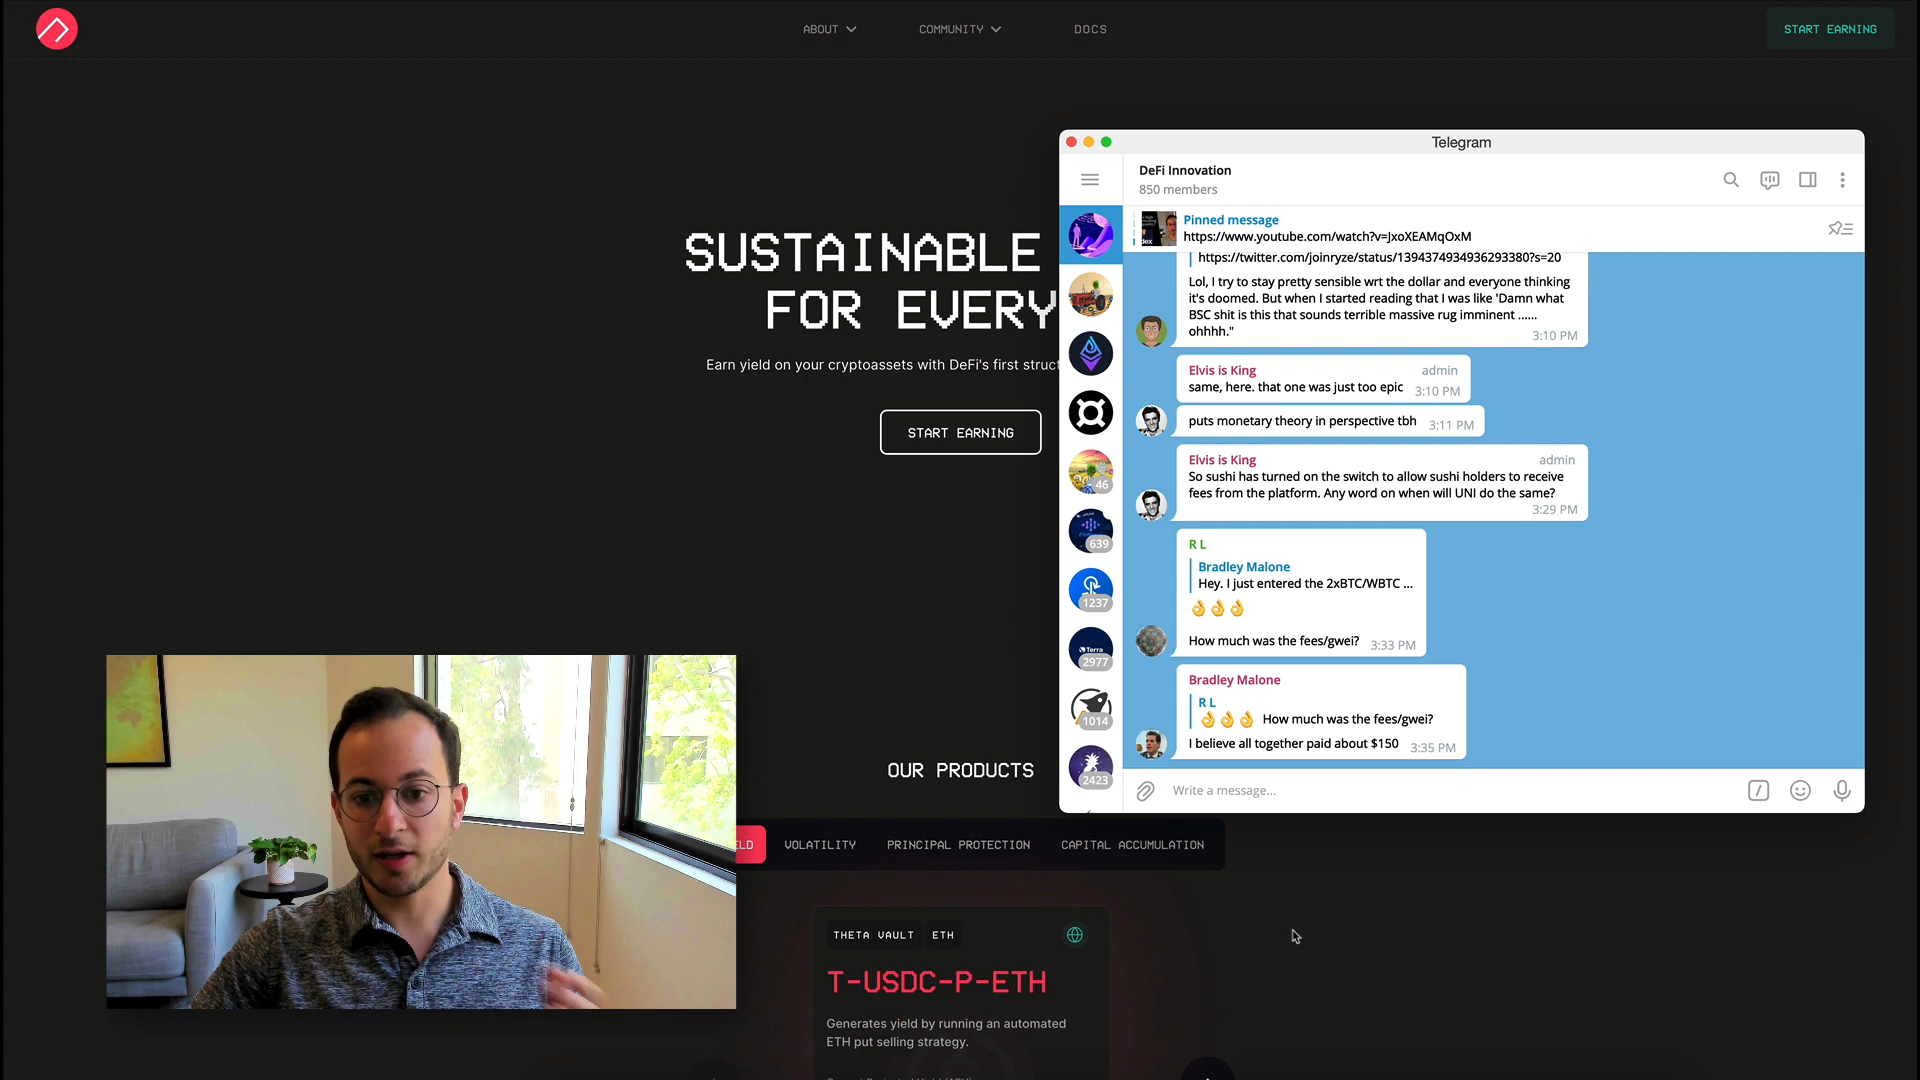 ABOUT
COMMUNITY
DOCS
START EARNING
SUSTAINABLE
FOR EVERY
Earn yield on your cryptoassets with DeFi's first struct
START EARNING
OUR PRODUCTS
VOLATILITY
PRINCIPAL PROTECTION
CAPITAL ACCUMULATION
THETA VAULT
ETH
T-USDC-P-ETH
Generates yield by running an automated
ETH put selling strategy.
Telegram
DeFi Innovation
850 members
Pinned message
https://www.youtube.com/watch?v=JxoXEAMqOxM
https://twitter.com/joinryze/status/1394374934936293380?s=20
Lol, I try to stay pretty sensible wrt the dollar and everyone thinking
it's doomed. But when I started reading that I was like 'Damn what
BSC shit is this that sounds terrible massive rug imminent ......
ohhhh."
3:10 PM
Elvis is King
admin
same, here. that one was just too epic
3:10 PM
puts monetary theory in perspective tbh
3:11 PM
Elvis is King
admin
So sushi has turned on the switch to allow sushi holders to receive
fees from the platform. Any word on when will UNI do the same?
3:29 PM
R L
Bradley Malone
Hey. I just entered the 2xBTC/WBTC ...
👌👌👌
How much was the fees/gwei?
3:33 PM
Bradley Malone
R L
👌👌👌 How much was the fees/gwei?
I believe all together paid about $150
3:35 PM
Write a message...
46
639
1237
Terra
2977
1014
2423